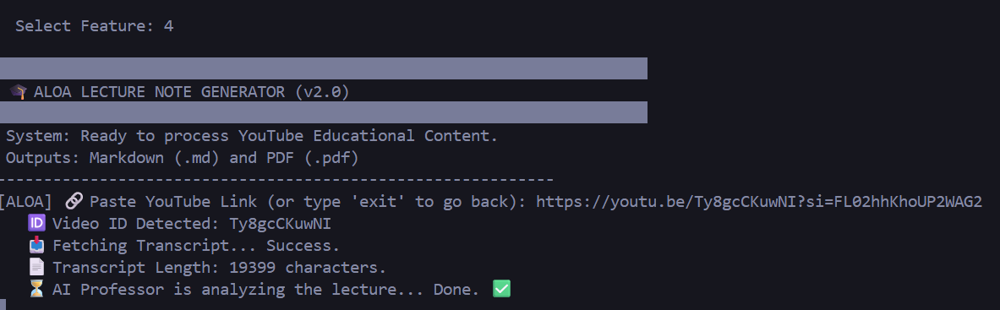 Select Feature: 4
🎓 ALOA LECTURE NOTE GENERATOR (v2.0)
System: Ready to process YouTube Educational Content.
Outputs: Markdown (.md) and PDF (.pdf)
------------------------------------------------------------
[ALOA] 🔗 Paste YouTube Link (or type 'exit' to go back): https://youtu.be/Ty8gcCKuwNI?si=FL02hhKhoUP2WAG2
🆔 Video ID Detected: Ty8gcCKuwNI
📥 Fetching Transcript... Success.
📄 Transcript Length: 19399 characters.
⏳ AI Professor is analyzing the lecture... Done. ✅